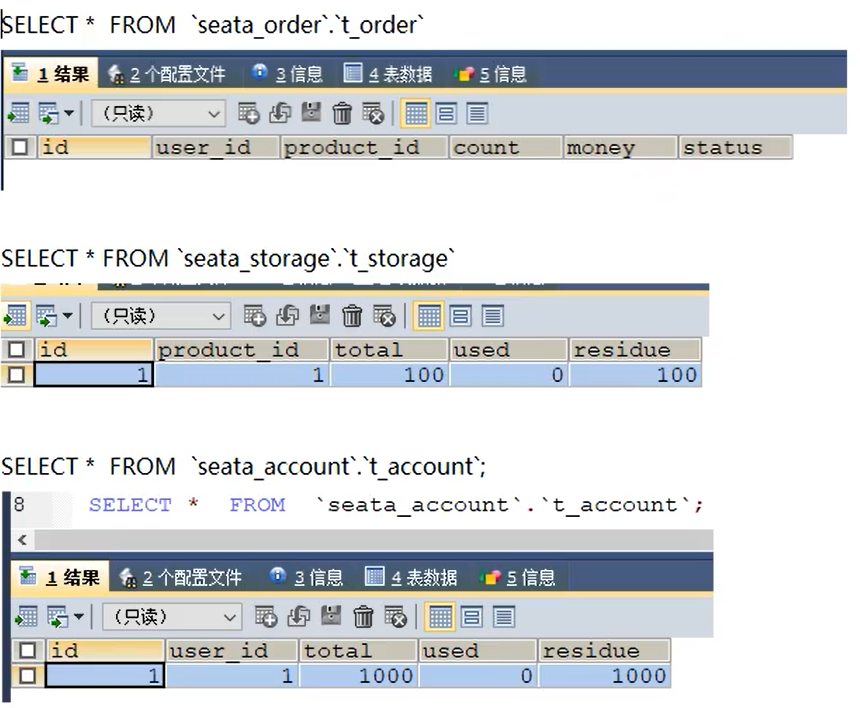 SELECT * FROM `seata_order`.`t_order`
1 结果 2 个配置文件 3 信息 4 表数据 5 信息
（只读）
id user_id product_id count money status
SELECT * FROM `seata_storage`.`t_storage`
（只读）
id product_id total used residue
1 1 100 0 100
SELECT * FROM `seata_account`.`t_account`;
8 SELECT * FROM `seata_account`.`t_account`;
1 结果 2 个配置文件 3 信息 4 表数据 5 信息
（只读）
id user_id total used residue
1 1 1000 0 1000